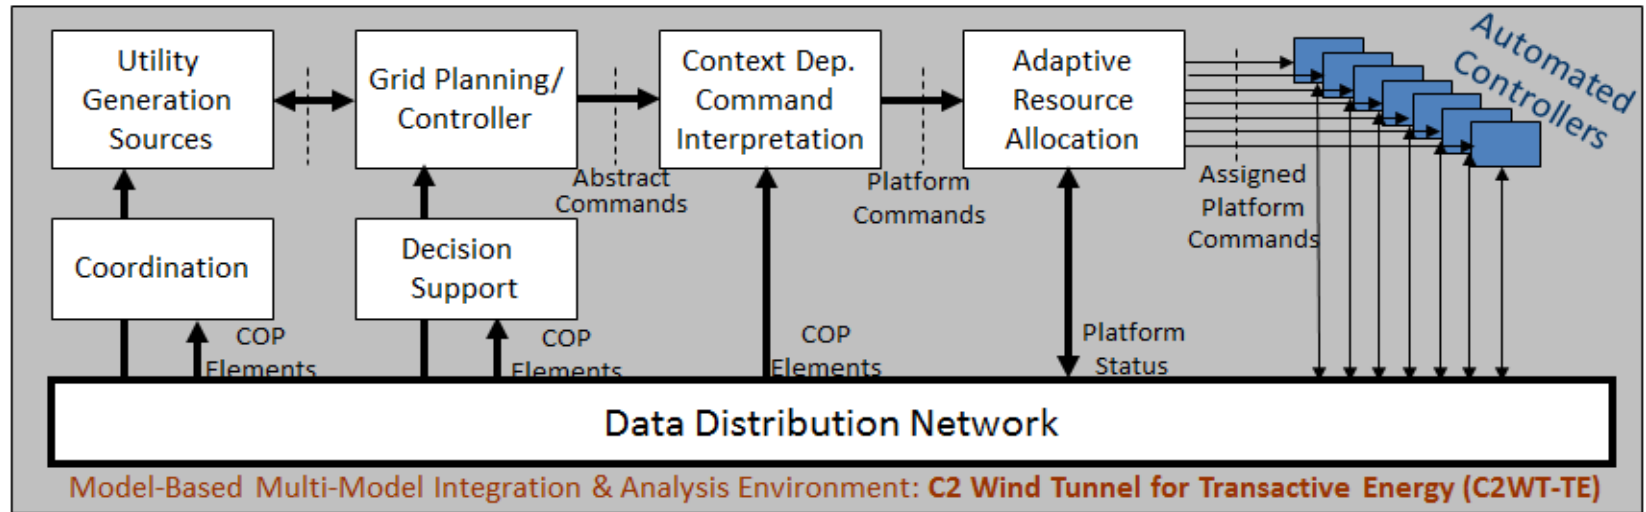 Utility
Generation
Sources
Grid Planning/
Controller
Context Dep.
Command
Interpretation
Adaptive
Resource
Allocation
Automated
Controllers
Abstract
Commands
Platform
Commands
Assigned
Platform
Commands
Coordination
Decision
Support
COP
Elements
COP
Elements
COP
Elements
Platform
Status
Data Distribution Network
Model-Based Multi-Model Integration & Analysis Environment: C2 Wind Tunnel for Transactive Energy (C2WT-TE)